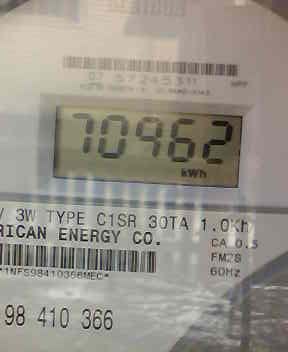 07 57245311
70962
kWh
/ 3W TYPE C1SR 30TA 1.0Kh
RICAN ENERGY CO.
CA 0.5
FM2S
60Hz
*1NFS98410366MEC*
98 410 366